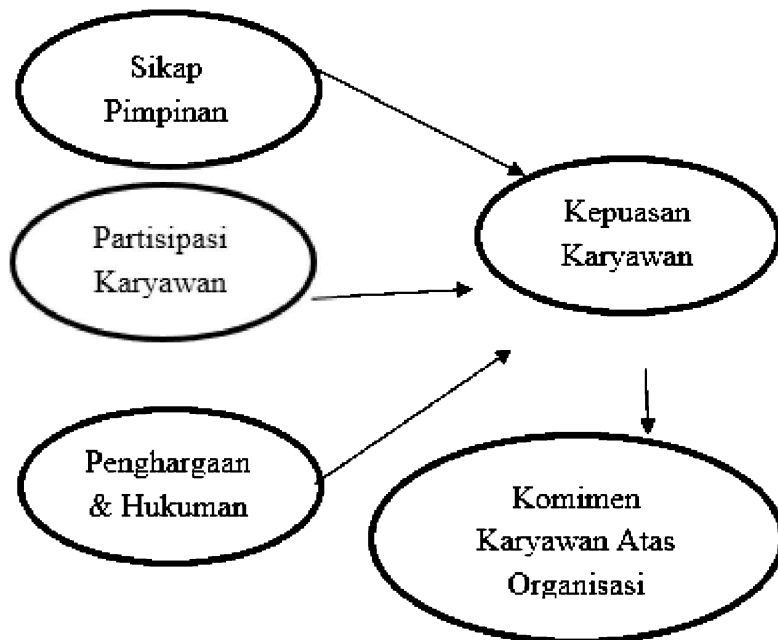 Sikap
Pimpinan
Partisipasi
Karyawan
Kepuasan
Karyawan
Penghargaan
& Hukuman
Komimen
Karyawan Atas
Organisasi